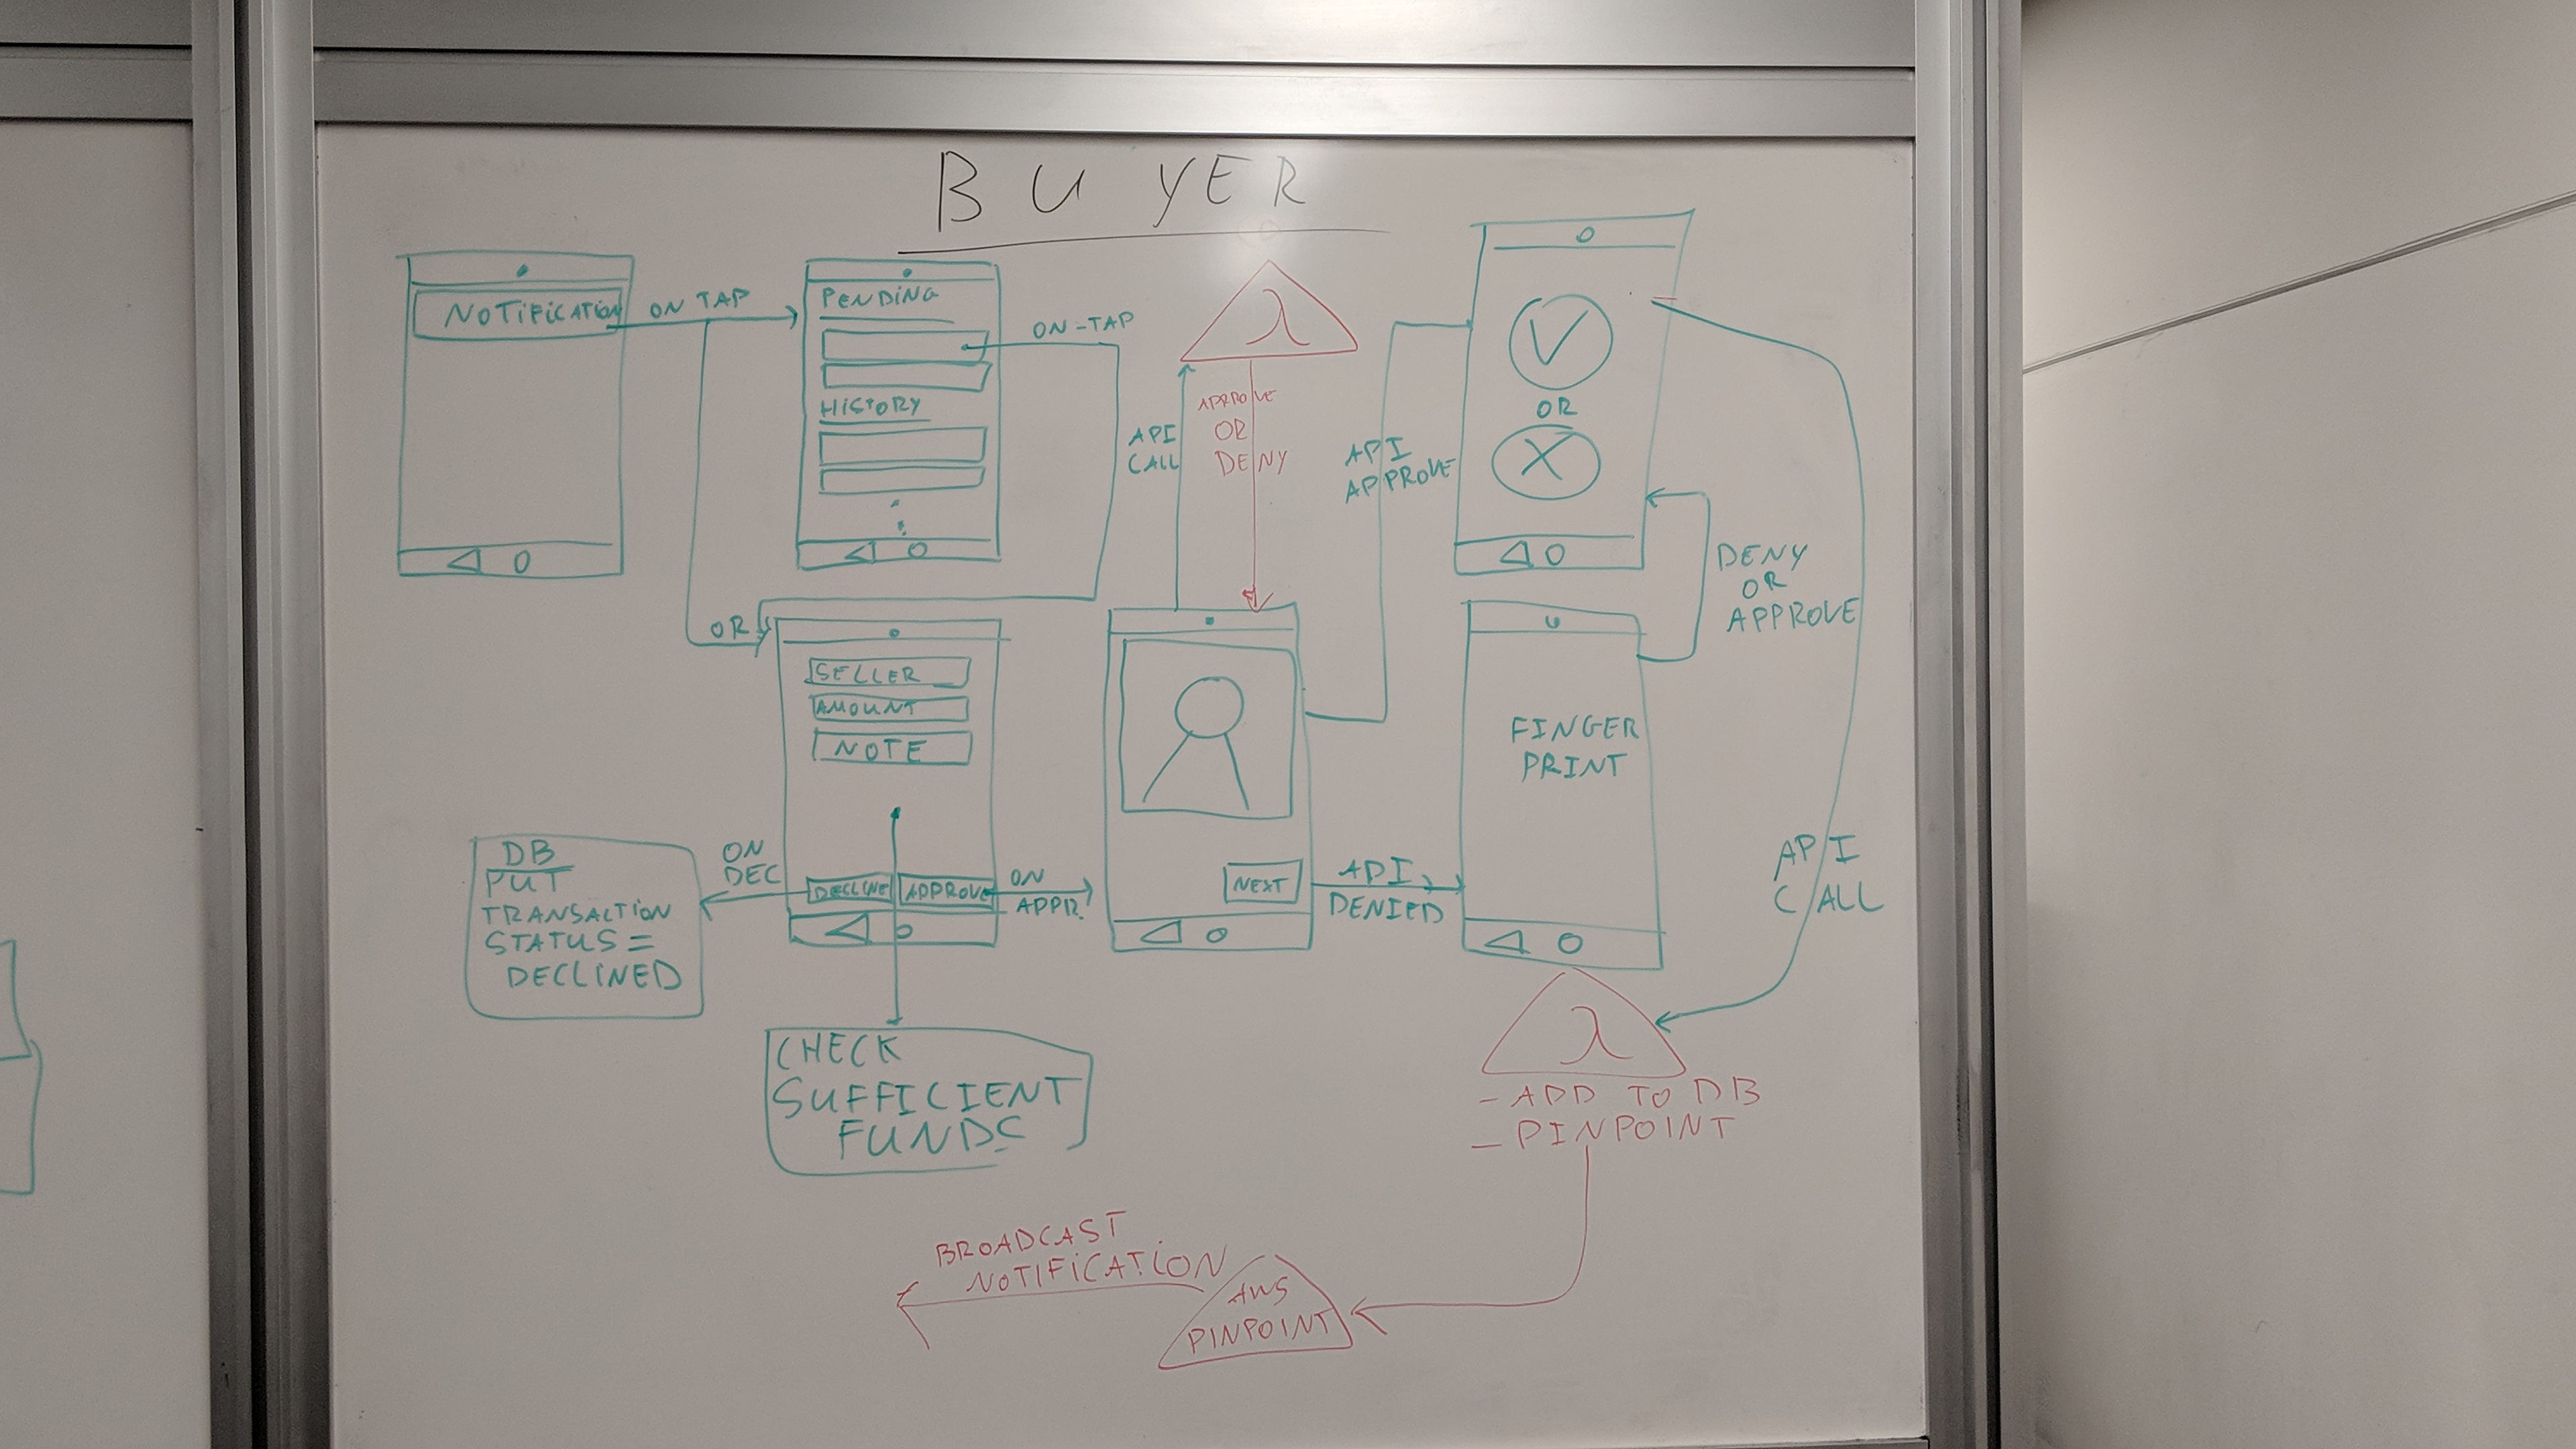 BUYER
NOTIFICATION
ON TAP
PENDING
HISTORY
ON-TAP
λ
API
CALL
APPROVE
OR
DENY
API
APPROVE
OR
DENY
OR
APPROVE
OR
SELLER
AMOUNT
NOTE
DECLINE
APPROVE
ON
DEC
DB
PUT
TRANSACTION
STATUS =
DECLINED
ON
APPR.
CHECK
SUFFICIENT
FUNDS
NEXT
API
DENIED
FINGER
PRINT
API
CALL
λ
- ADD TO DB
- PINPOINT
AWS
PINPOINT
BROADCAST
NOTIFICATION